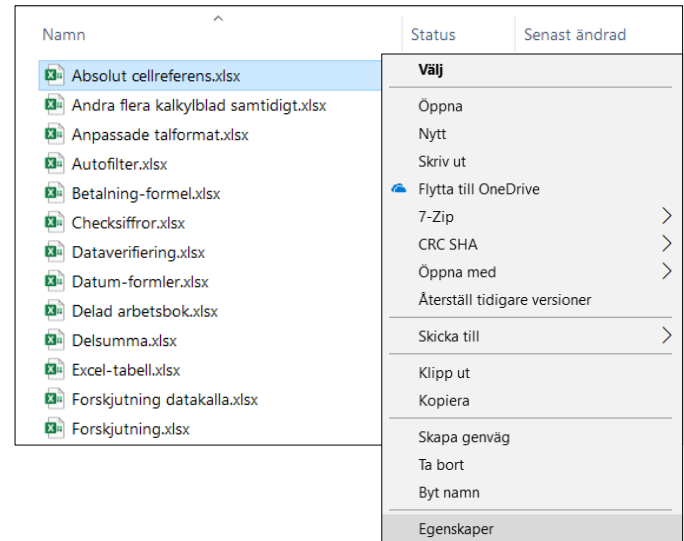 Namn
Status
Senast ändrad
Absolut cellreferens.xlsx
Andra flera kalkylblad samtidigt.xlsx
Anpassade talformat.xlsx
Autofilter.xlsx
Betalning-formel.xlsx
Checksiffror.xlsx
Dataverifiering.xlsx
Datum-formler.xlsx
Delad arbetsbok.xlsx
Delsumma.xlsx
Excel-tabell.xlsx
Forskjutning datakalla.xlsx
Forskjutning.xlsx
Välj
Öppna
Nytt
Skriv ut
Flytta till OneDrive
7-Zip
CRC SHA
Öppna med
Återställ tidigare versioner
Skicka till
Klipp ut
Kopiera
Skapa genväg
Ta bort
Byt namn
Egenskaper